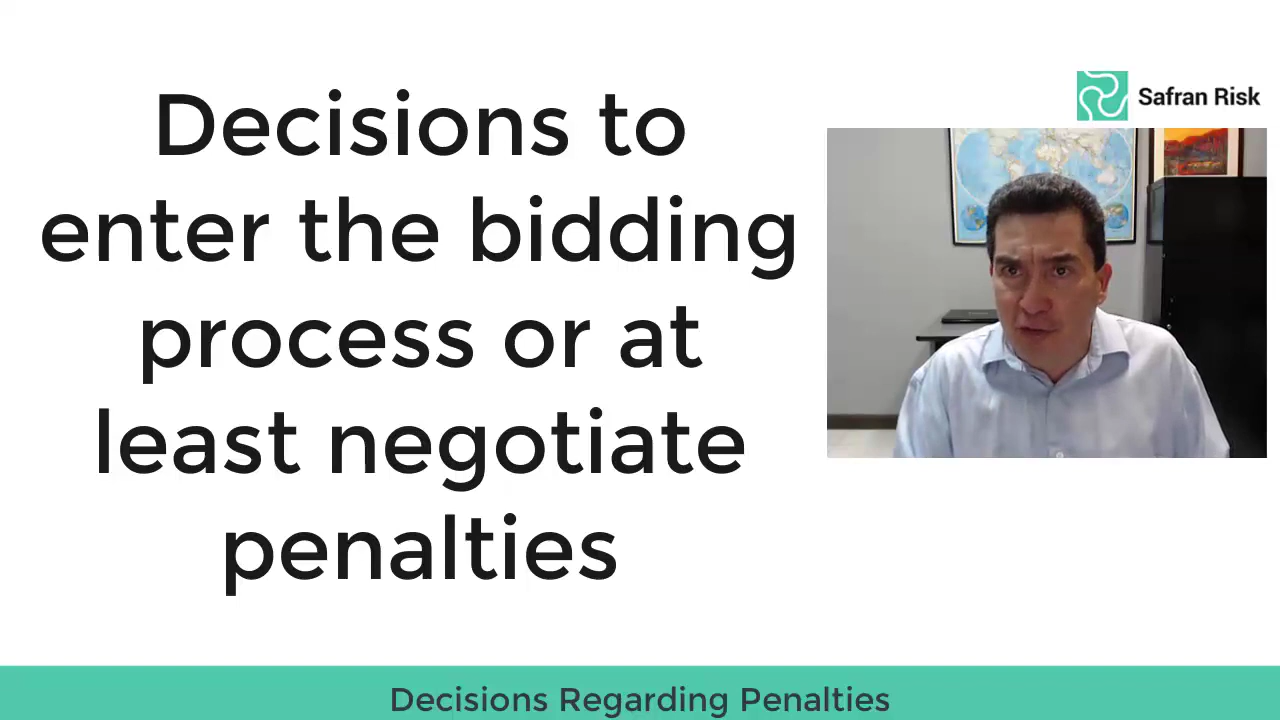 Decisions to
enter the bidding
process or at
least negotiate
penalties
Safran Risk
Decisions Regarding Penalties